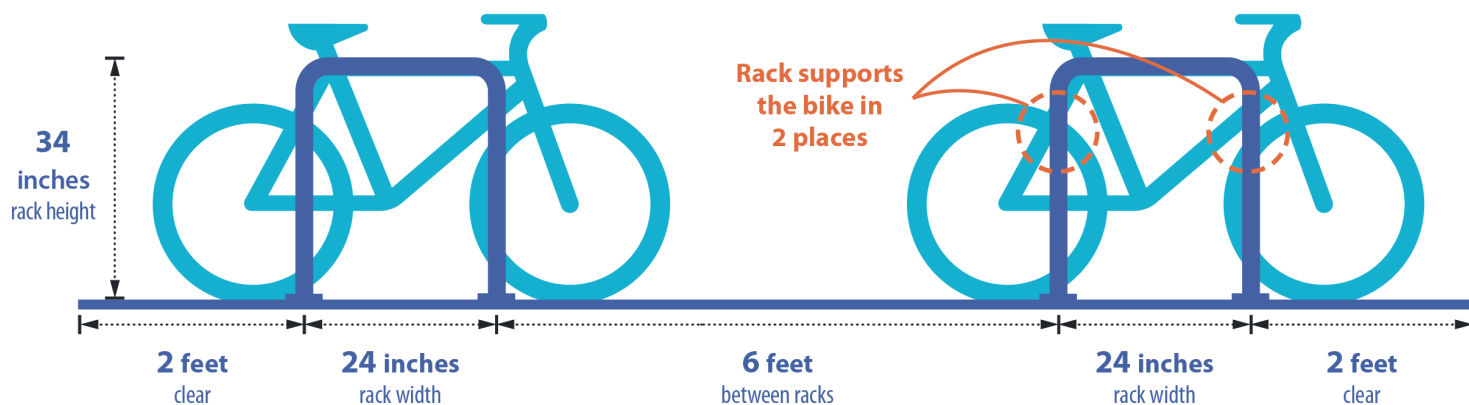 Rack supports
the bike in
2 places
34
inches
rack height
2 feet
clear
24 inches
rack width
6 feet
between racks
24 inches
rack width
2 feet
clear